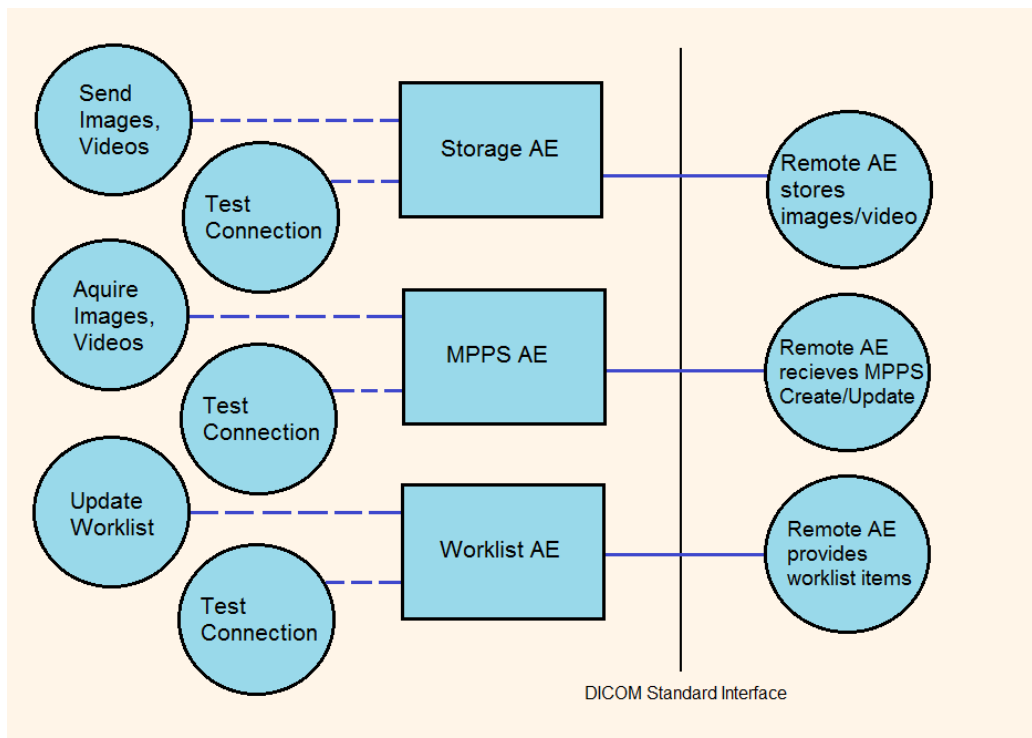 Send
Images,
Videos
Test
Connection
Storage AE
Remote AE
stores
images/video
Aquire
Images,
Videos
Test
Connection
MPPS AE
Remote AE
recieves MPPS
Create/Update
Update
Worklist
Test
Connection
Worklist AE
Remote AE
provides
worklist items
DICOM Standard Interface